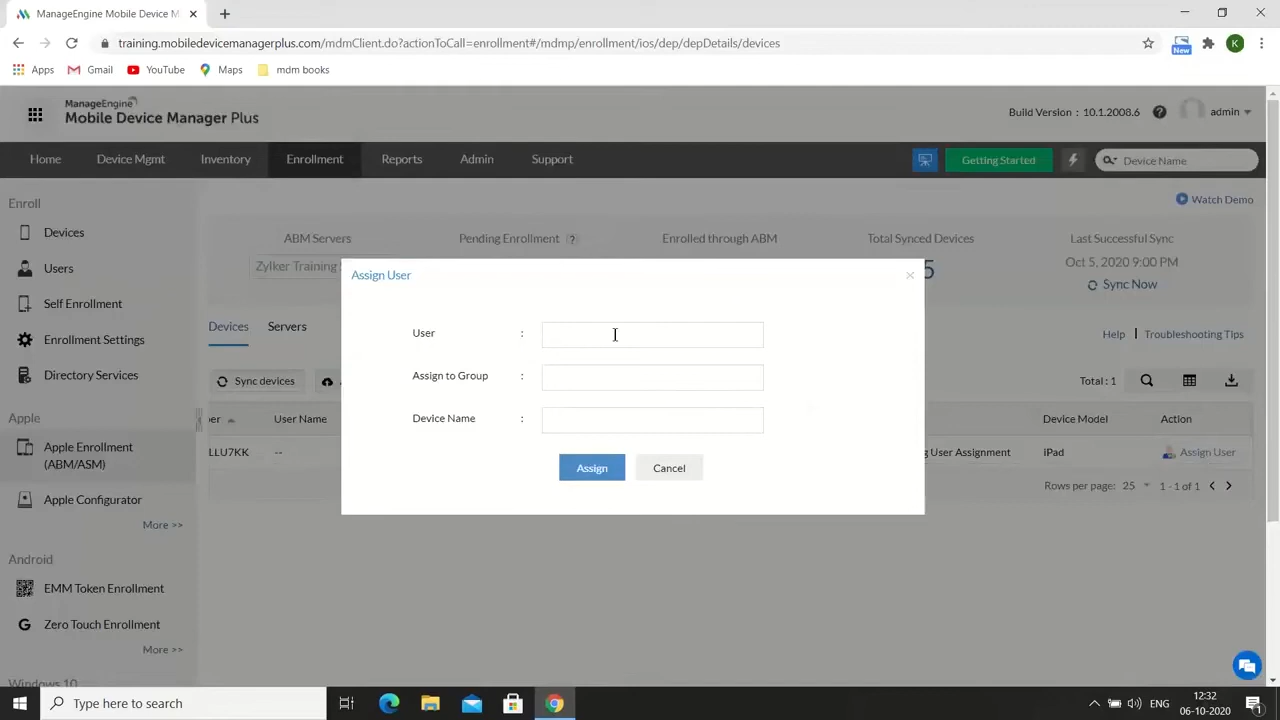 ManageEngine Mobile Device M
training.mobiledevicemanagerplus.com/mdmClient.do?actionToCall=enrollment#/mdmp/enrollment/ios/dep/depDetails/devices
New
K
Apps
Gmail
YouTube
Maps
mdm books
ManageEngine
Mobile Device Manager Plus
Build Version : 10.1.2008.6
?
admin
Home
Device Mgmt
Inventory
Enrollment
Reports
Admin
Support
Getting Started
Device Name
Enroll
Devices
Users
Self Enrollment
Enrollment Settings
Directory Services
Apple
Apple Enrollment
(ABM/ASM)
Apple Configurator
More >>
Android
EMM Token Enrollment
Zero Touch Enrollment
More >>
Windows 10
Watch Demo
ABM Servers
Zylker Training
Pending Enrollment ?
Enrolled through ABM
Total Synced Devices
5
Last Successful Sync
Oct 5, 2020 9:00 PM
Sync Now
Devices
Servers
Help | Troubleshooting Tips
Sync devices
Total : 1
User Name
Device Model
Action
LLU7KK
--
User Assignment
iPad
Assign User
Rows per page: 25
1 - 1 of 1
Assign User
User :
Assign to Group :
Device Name :
Assign
Cancel
Type here to search
ENG
12:32
06-10-2020
1